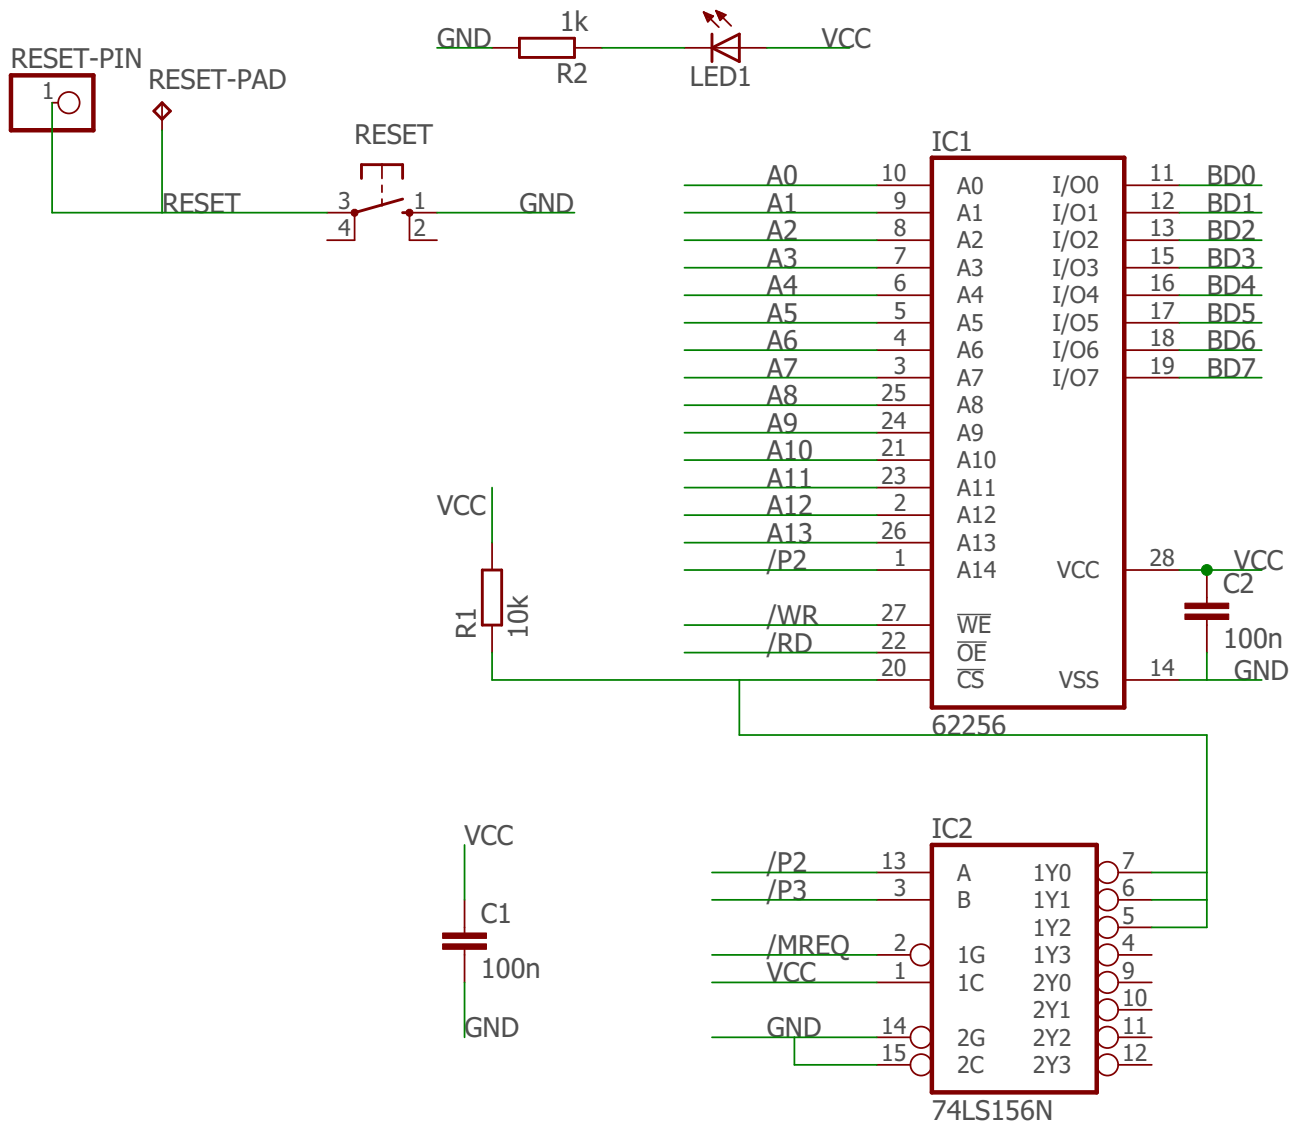 1k
GND
VCC
R2
LED1
RESET-PIN
1
RESET-PAD
RESET
RESET
3
1
GND
4
2
IC1
A0 10 A0 I/O0 11 BD0
A1 9 A1 I/O1 12 BD1
A2 8 A2 I/O2 13 BD2
A3 7 A3 I/O3 15 BD3
A4 6 A4 I/O4 16 BD4
A5 5 A5 I/O5 17 BD5
A6 4 A6 I/O6 18 BD6
A7 3 A7 I/O7 19 BD7
A8 25 A8
A9 24 A9
A10 21 A10
A11 23 A11
A12 2 A12
A13 26 A13
/P2 1 A14 VCC 28 VCC
/WR 27 WE
/RD 22 OE
20 CS VSS 14 GND
62256
C2
100n
VCC
R1
10k
VCC
C1
100n
GND
IC2
/P2 13 A 1Y0 7
/P3 3 B 1Y1 6
1Y2 5
/MREQ 2 1G 1Y3 4
VCC 1 1C 2Y0 9
2Y1 10
GND 14 2G 2Y2 11
15 2C 2Y3 12
74LS156N